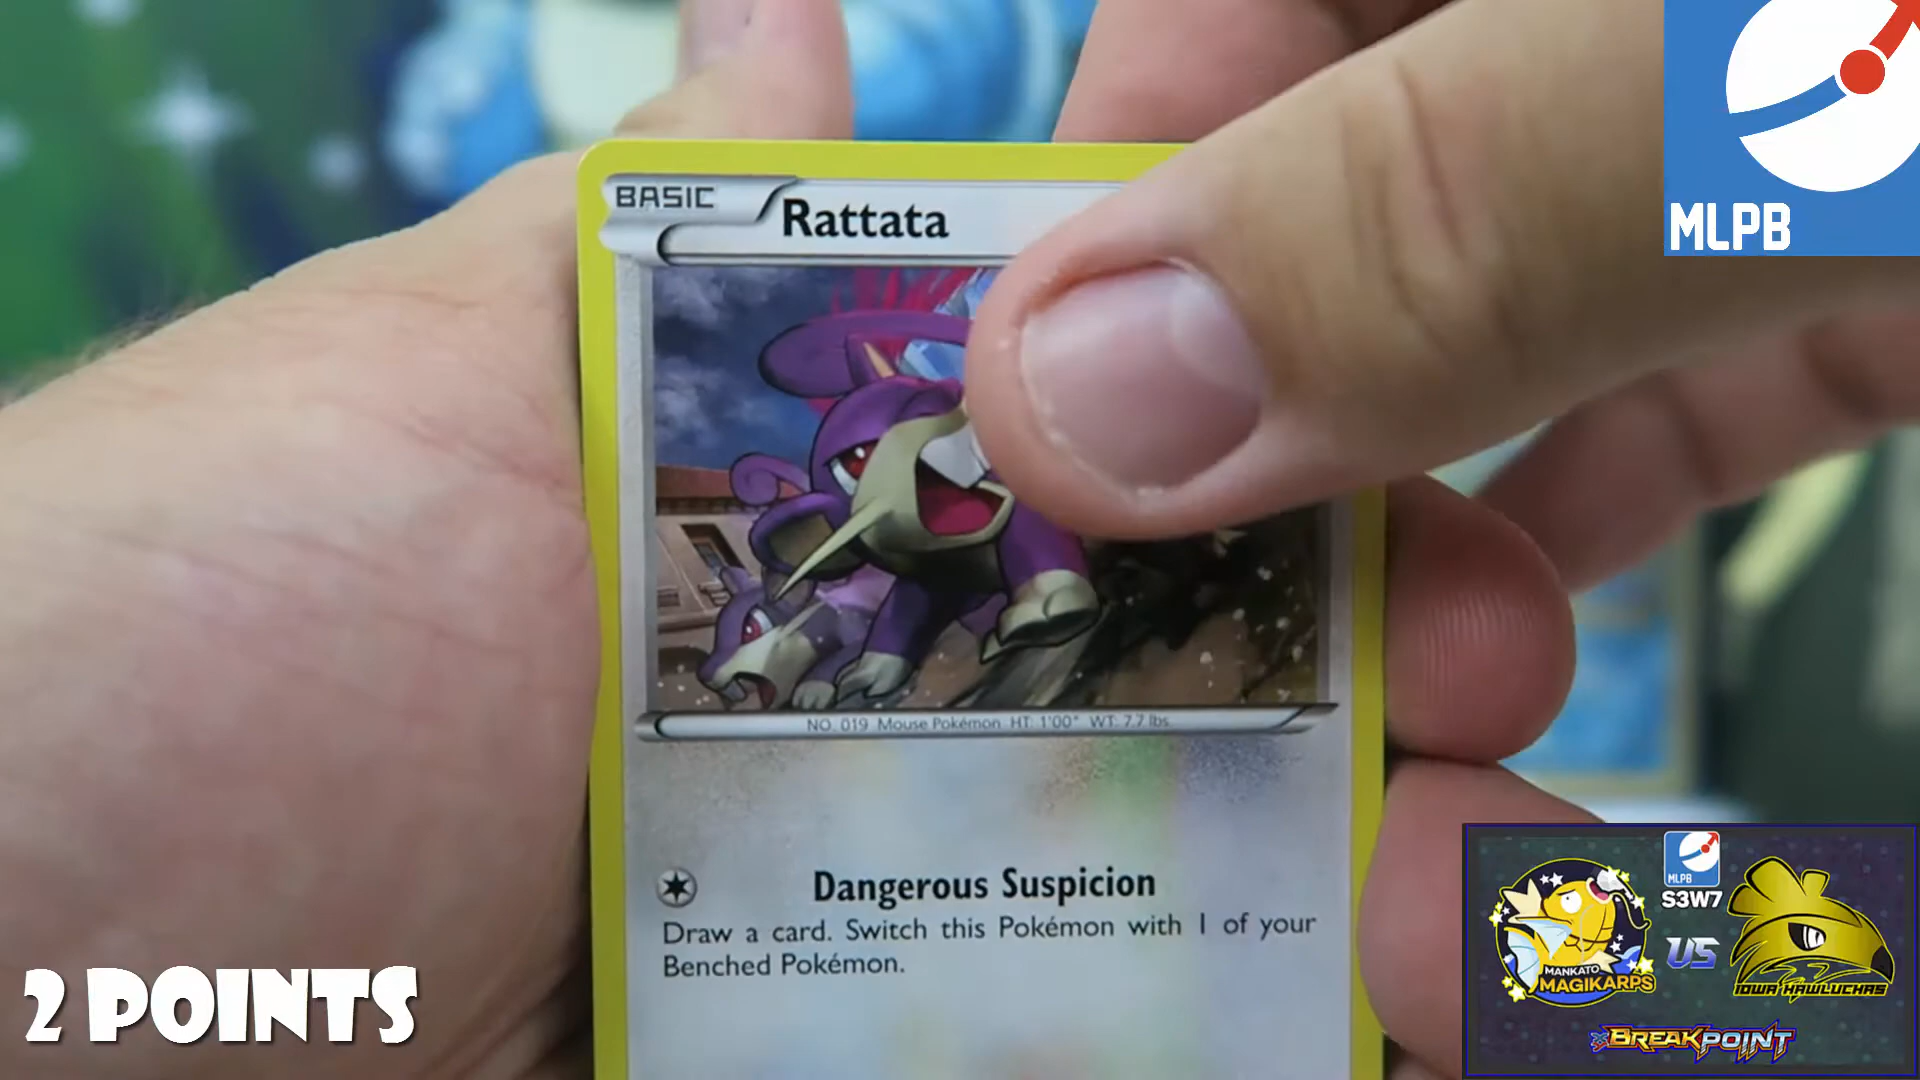 BASIC
Rattata
NO. 019 Mouse Pokémon HT: 1'00" WT: 7.7 lbs.
Dangerous Suspicion
Draw a card. Switch this Pokémon with 1 of your
Benched Pokémon.
2 POINTS
MLPB
MLPB
S3W7
VS
MANKATO
MAGIKARPS
IOWA HAWLUCHAS
BREAKPOINT